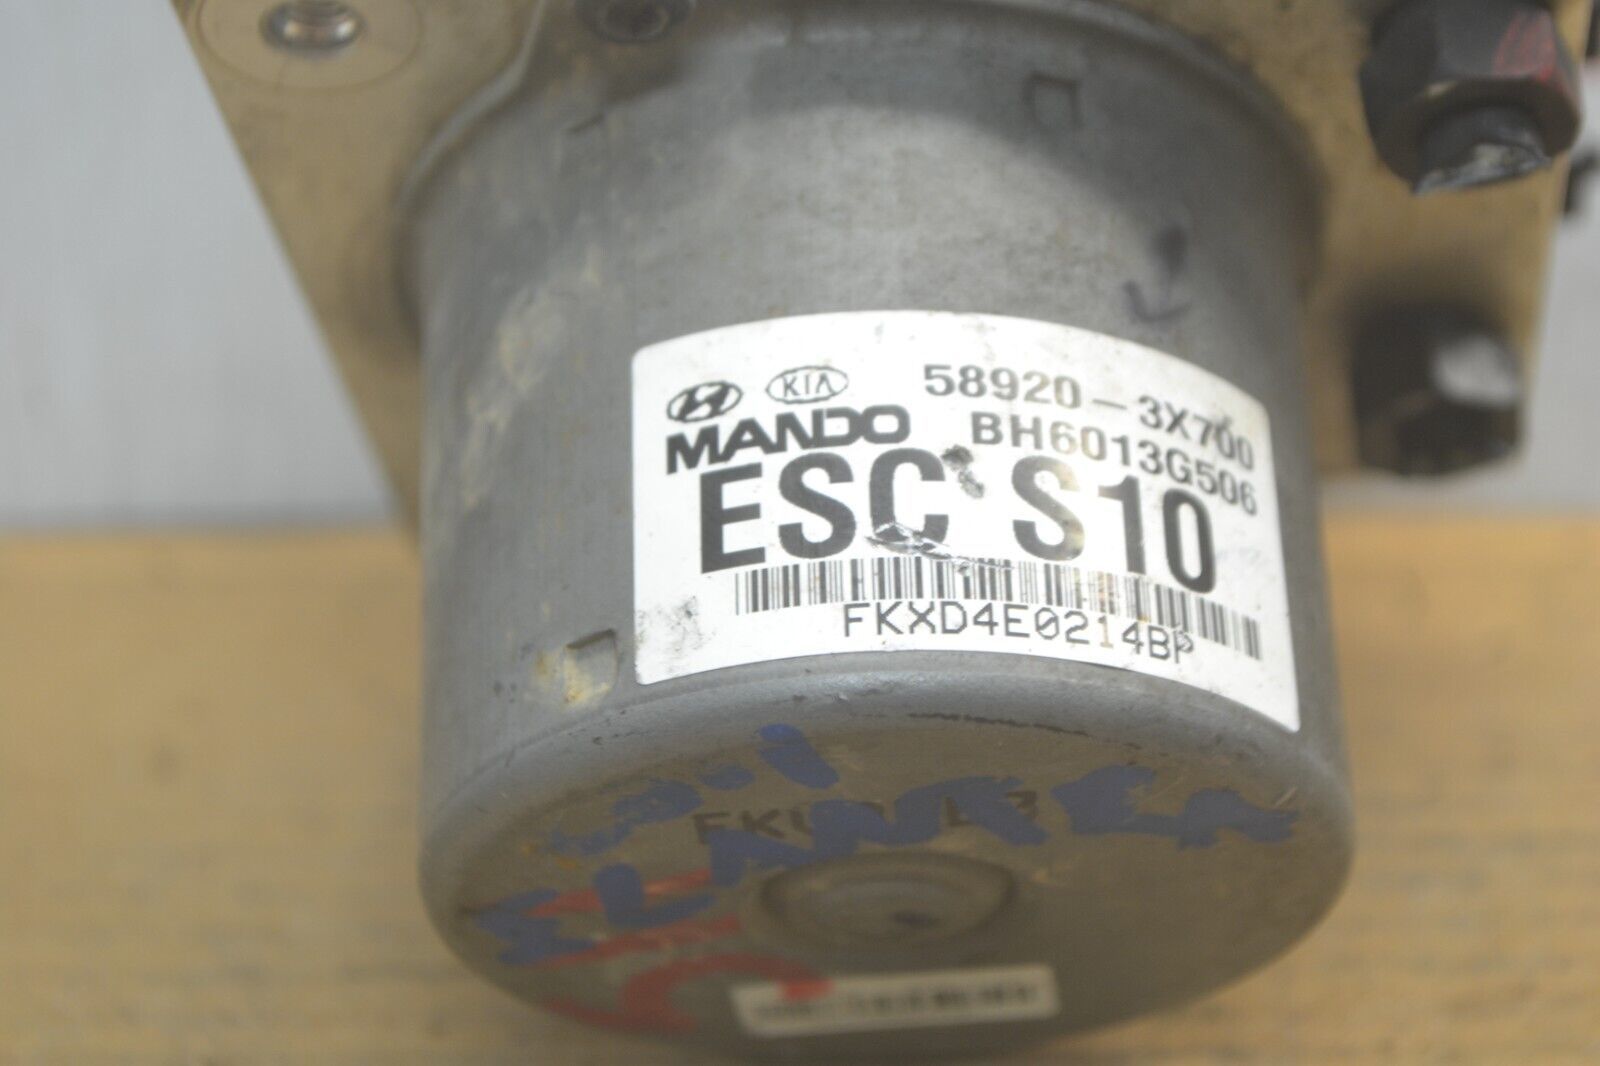 KIA 58920-3X700
MANDO BH6013G506
ESC S10
FKXD4E0214BP
ELANTRA